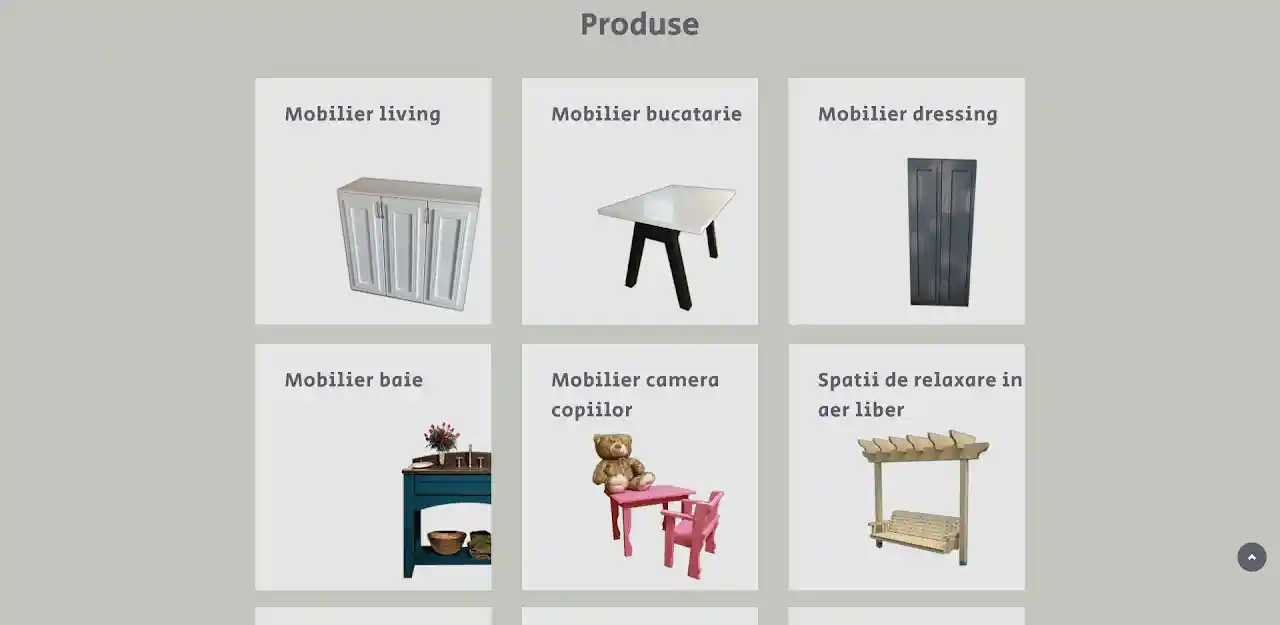 Produse
Mobilier living
Mobilier bucatarie
Mobilier dressing
Mobilier baie
Mobilier camera
copiilor
Spatii de relaxare in
aer liber